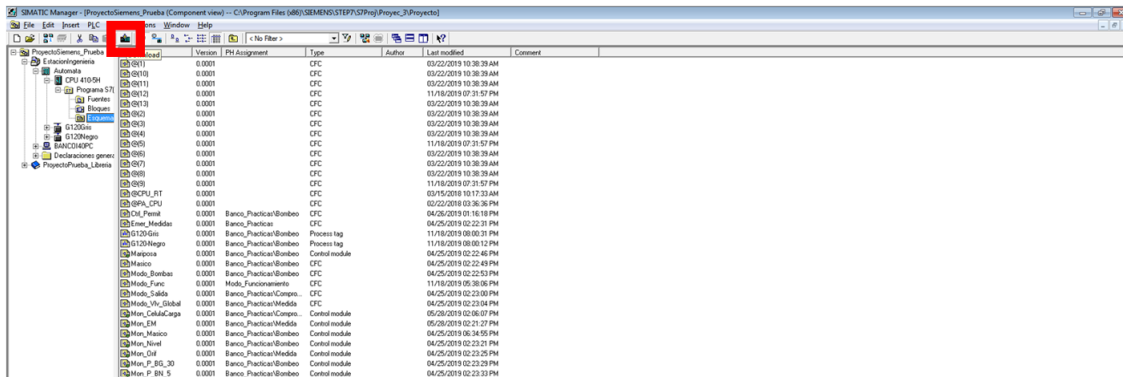 SIMATIC Manager - [ProyectoSiemens_Prueba (Component view) -- C:\Program Files (x86)\SIEMENS\STEP7\S7Proj\Proyec_3\Proyecto]
File Edit Insert PLC ons Window Help
< No Filter >
ProyectoSiemens_Prueba
EstacionIngenieria
Automata
CPU 410-5H
Programa S7(
Fuentes
Bloques
Esquema
G120Gris
G120Negro
BANCO140PC
Declaraciones genera
ProyectoPrueba_Libreria
load Version PH Assignment Type Author Last modified Comment
@(1) 0.0001 CFC 03/22/2019 10:38:39 AM
@(10) 0.0001 CFC 03/22/2019 10:38:39 AM
@(11) 0.0001 CFC 03/22/2019 10:38:39 AM
@(12) 0.0001 CFC 11/18/2019 07:31:57 PM
@(13) 0.0001 CFC 03/22/2019 10:38:39 AM
@(2) 0.0001 CFC 03/22/2019 10:38:39 AM
@(3) 0.0001 CFC 03/22/2019 10:38:39 AM
@(4) 0.0001 CFC 03/22/2019 10:38:39 AM
@(5) 0.0001 CFC 11/18/2019 07:31:57 PM
@(6) 0.0001 CFC 03/22/2019 10:38:39 AM
@(7) 0.0001 CFC 03/22/2019 10:38:39 AM
@(8) 0.0001 CFC 03/22/2019 10:38:39 AM
@(9) 0.0001 CFC 11/18/2019 07:31:57 PM
@CPU_RT 0.0001 CFC 03/15/2018 10:17:33 AM
@PA_CPU 0.0001 CFC 02/22/2018 03:36:36 PM
Cbl_Permit 0.0001 Banco_Practicas\Bombeo CFC 04/26/2019 01:16:18 PM
Emer_Medidas 0.0001 Banco_Practicas CFC 04/25/2019 02:22:31 PM
G120-Gris 0.0001 Banco_Practicas\Bombeo Process tag 11/18/2019 08:00:31 PM
G120-Negro 0.0001 Banco_Practicas\Bombeo Process tag 11/18/2019 08:00:12 PM
Mariposa 0.0001 Banco_Practicas\Bombeo Control module 04/25/2019 02:22:46 PM
Masico 0.0001 Banco_Practicas\Bombeo CFC 04/25/2019 02:22:49 PM
Modo_Bombas 0.0001 Banco_Practicas\Bombeo CFC 04/25/2019 02:22:53 PM
Modo_Func 0.0001 Modo_Funcionamiento CFC 11/18/2019 05:38:06 PM
Modo_Salida 0.0001 Banco_Practicas\Compro... CFC 04/25/2019 02:23:00 PM
Modo_Vlv_Global 0.0001 Banco_Practicas\Medida CFC 04/25/2019 02:23:04 PM
Mon_CelulaCarga 0.0001 Banco_Practicas\Compro... Control module 05/28/2019 02:06:07 PM
Mon_EM 0.0001 Banco_Practicas\Medida Control module 05/28/2019 02:21:27 PM
Mon_Masico 0.0001 Banco_Practicas\Bombeo Control module 04/25/2019 06:34:55 PM
Mon_Nivel 0.0001 Banco_Practicas\Bombeo Control module 04/25/2019 02:23:21 PM
Mon_Orif 0.0001 Banco_Practicas\Medida Control module 04/25/2019 02:23:25 PM
Mon_P_BG_30 0.0001 Banco_Practicas\Bombeo Control module 04/25/2019 02:23:29 PM
Mon_P_BN_5 0.0001 Banco_Practicas\Bombeo Control module 04/25/2019 02:23:33 PM